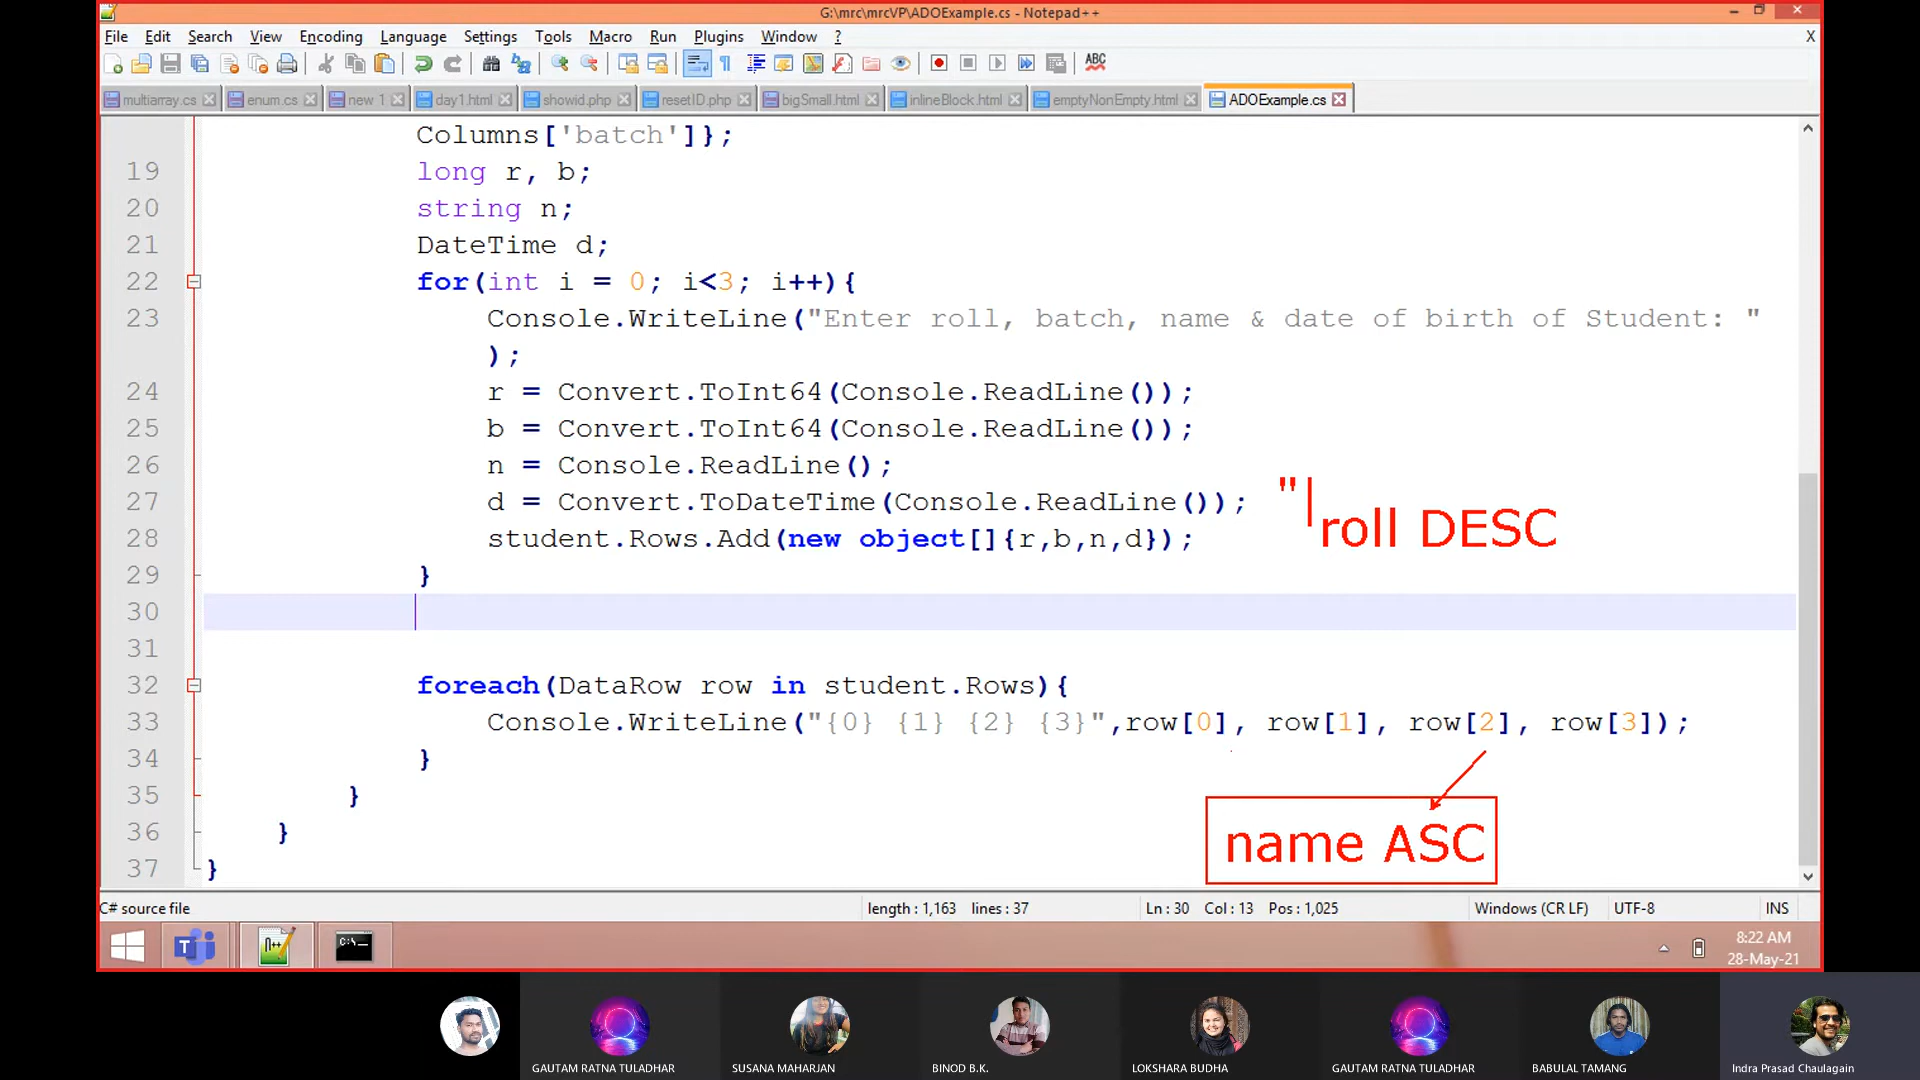 G:\mrc\mrcVP\ADOExample.cs - Notepad++
File Edit Search View Encoding Language Settings Tools Macro Run Plugins Window ? X
ABC
multiarray.cs enum.cs new 1 day1.html showid.php resetID.php bigSmall.html inlineBlock.html emptyNonEmpty.html ADOExample.cs
Columns['batch']};
19 long r, b;
20 string n;
21 DateTime d;
22 for(int i = 0; i<3; i++){
23 Console.WriteLine("Enter roll, batch, name & date of birth of Student: "
);
24 r = Convert.ToInt64(Console.ReadLine());
25 b = Convert.ToInt64(Console.ReadLine());
26 n = Console.ReadLine();
27 d = Convert.ToDateTime(Console.ReadLine());
" roll DESC
28 student.Rows.Add(new object[]{r,b,n,d});
29 }
30
31
32 foreach(DataRow row in student.Rows){
33 Console.WriteLine("{0} {1} {2} {3}",row[0], row[1], row[2], row[3]);
34 }
35 }
name ASC
36 }
37 }
C# source file length : 1,163 lines : 37 Ln : 30 Col : 13 Pos : 1,025 Windows (CR LF) UTF-8 INS
T N++ C:\_ 8:22 AM
28-May-21
GAUTAM RATNA TULADHAR SUSANA MAHARJAN BINOD B.K. LOKSHARA BUDHA GAUTAM RATNA TULADHAR BABULAL TAMANG Indra Prasad Chaulagain